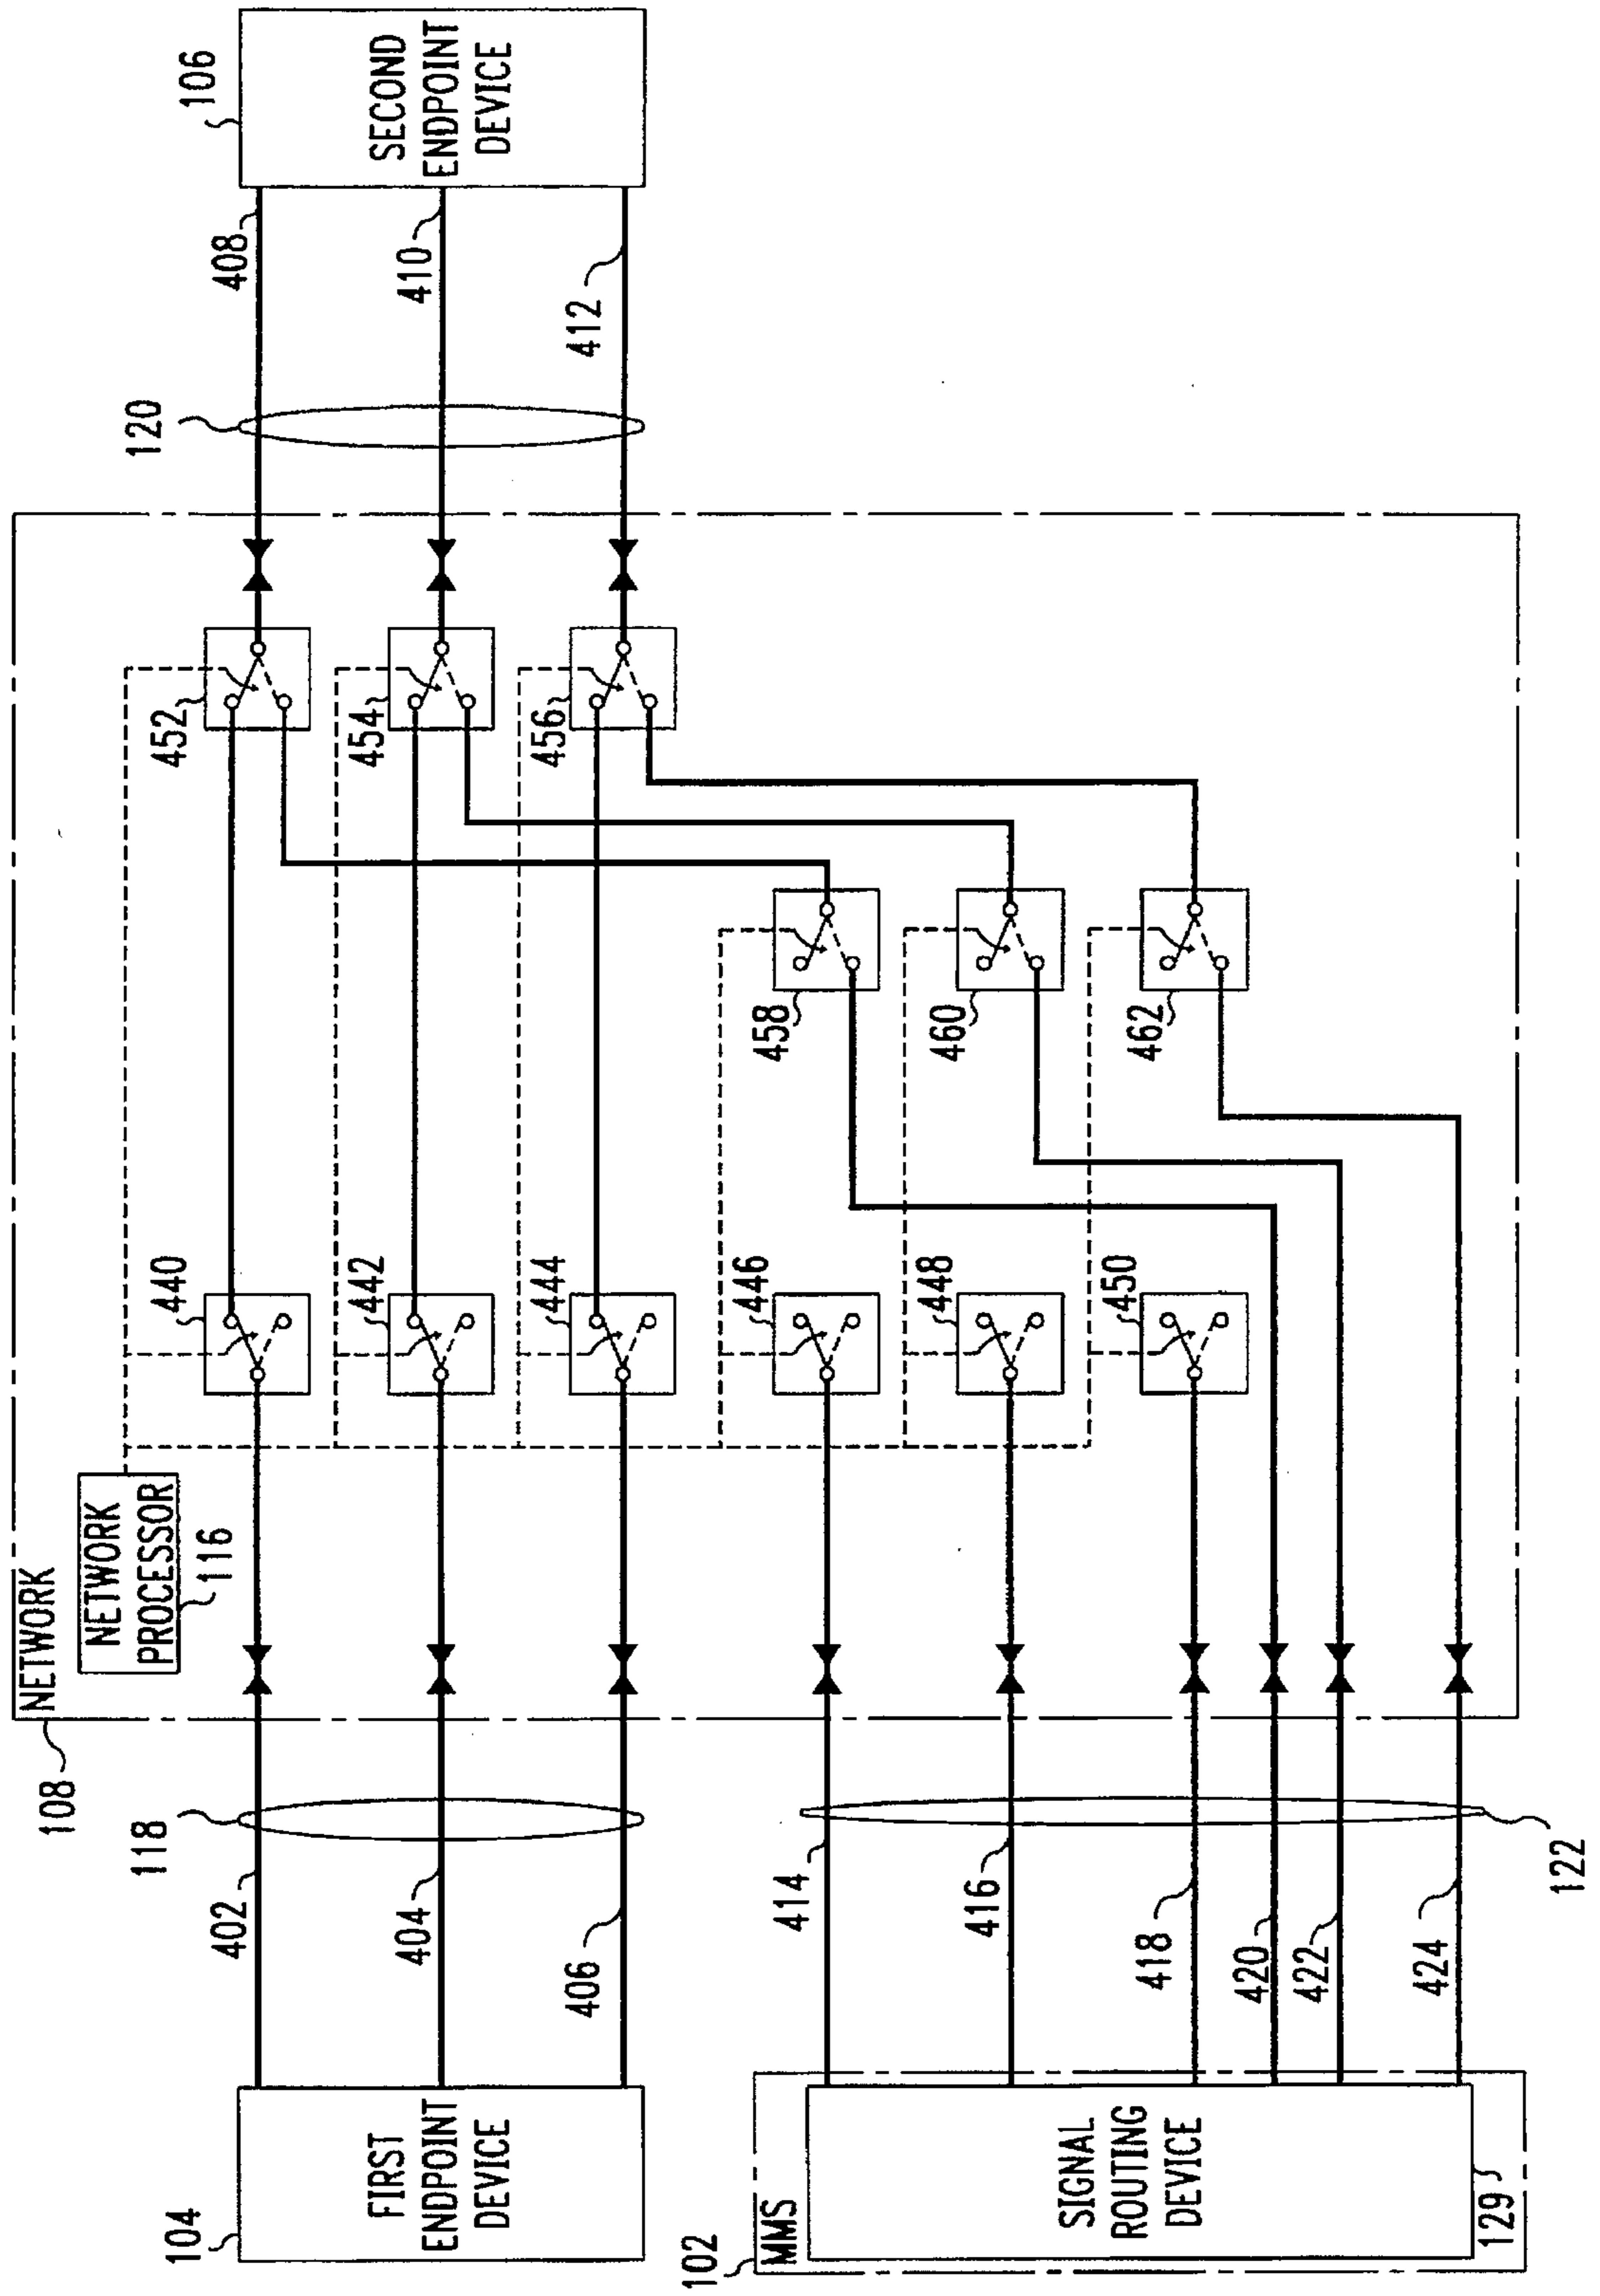 108
NETWORK
NETWORK
PROCESSOR
116
104
FIRST
ENDPOINT
DEVICE
118
402
404
406
440
442
444
452
454
456
120
408
410
412
106
SECOND
ENDPOINT
DEVICE
102
MMS
SIGNAL
ROUTING
DEVICE
129
414
416
418
420
422
424
122
446
448
450
458
460
462